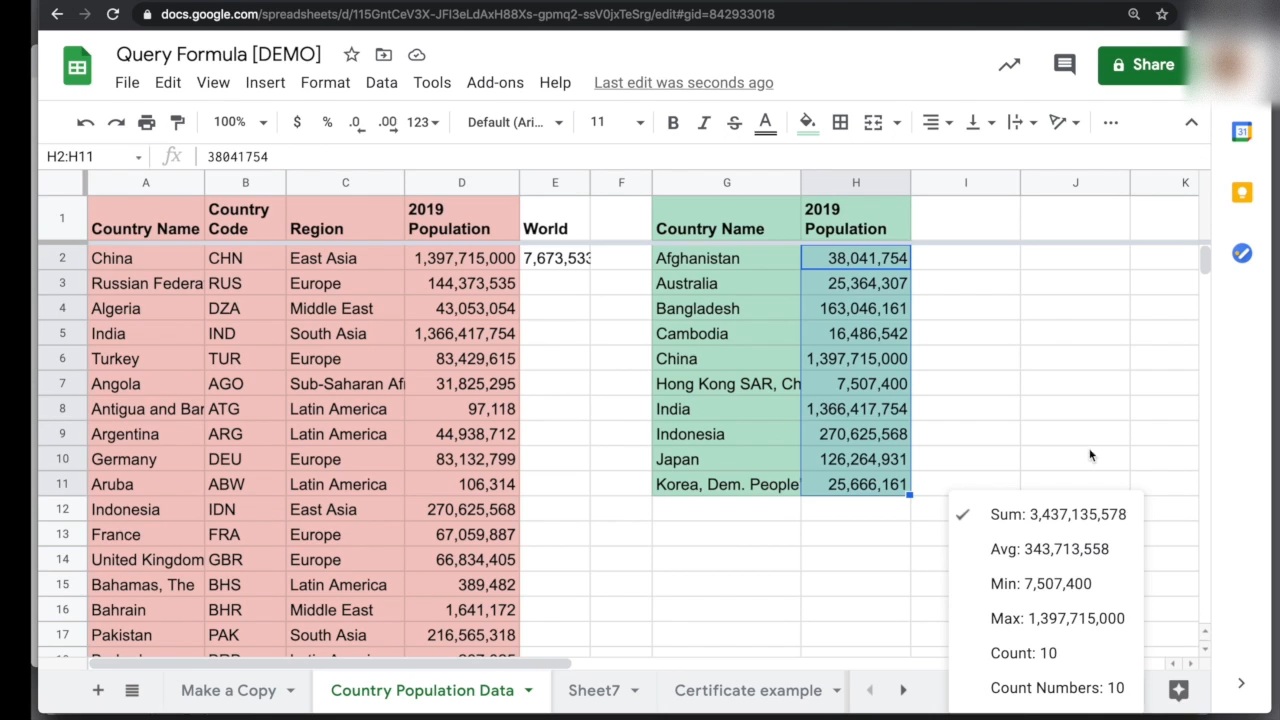 docs.google.com/spreadsheets/d/115GntCeV3X-JFI3eLdAxH88Xs-gpmq2-ssV0jxTeSrg/edit#gid=842933018
Query Formula [DEMO]
File Edit View Insert Format Data Tools Add-ons Help Last edit was seconds ago
Share
100% $ % .0 .00 123 Default (Ari... 11 B I S A
H2:H11 fx 38041754
A B C D E F G H I J K
1 Country Name Country Code Region 2019 Population World Country Name 2019 Population
2 China CHN East Asia 1,397,715,000 7,673,533 Afghanistan 38,041,754
3 Russian Federa RUS Europe 144,373,535 Australia 25,364,307
4 Algeria DZA Middle East 43,053,054 Bangladesh 163,046,161
5 India IND South Asia 1,366,417,754 Cambodia 16,486,542
6 Turkey TUR Europe 83,429,615 China 1,397,715,000
7 Angola AGO Sub-Saharan Afr 31,825,295 Hong Kong SAR, Ch 7,507,400
8 Antigua and Bar ATG Latin America 97,118 India 1,366,417,754
9 Argentina ARG Latin America 44,938,712 Indonesia 270,625,568
10 Germany DEU Europe 83,132,799 Japan 126,264,931
11 Aruba ABW Latin America 106,314 Korea, Dem. People' 25,666,161
12 Indonesia IDN East Asia 270,625,568
13 France FRA Europe 67,059,887
14 United Kingdom GBR Europe 66,834,405
15 Bahamas, The BHS Latin America 389,482
16 Bahrain BHR Middle East 1,641,172
17 Pakistan PAK South Asia 216,565,318
Sum: 3,437,135,578
Avg: 343,713,558
Min: 7,507,400
Max: 1,397,715,000
Count: 10
Count Numbers: 10
Make a Copy Country Population Data Sheet7 Certificate example
31